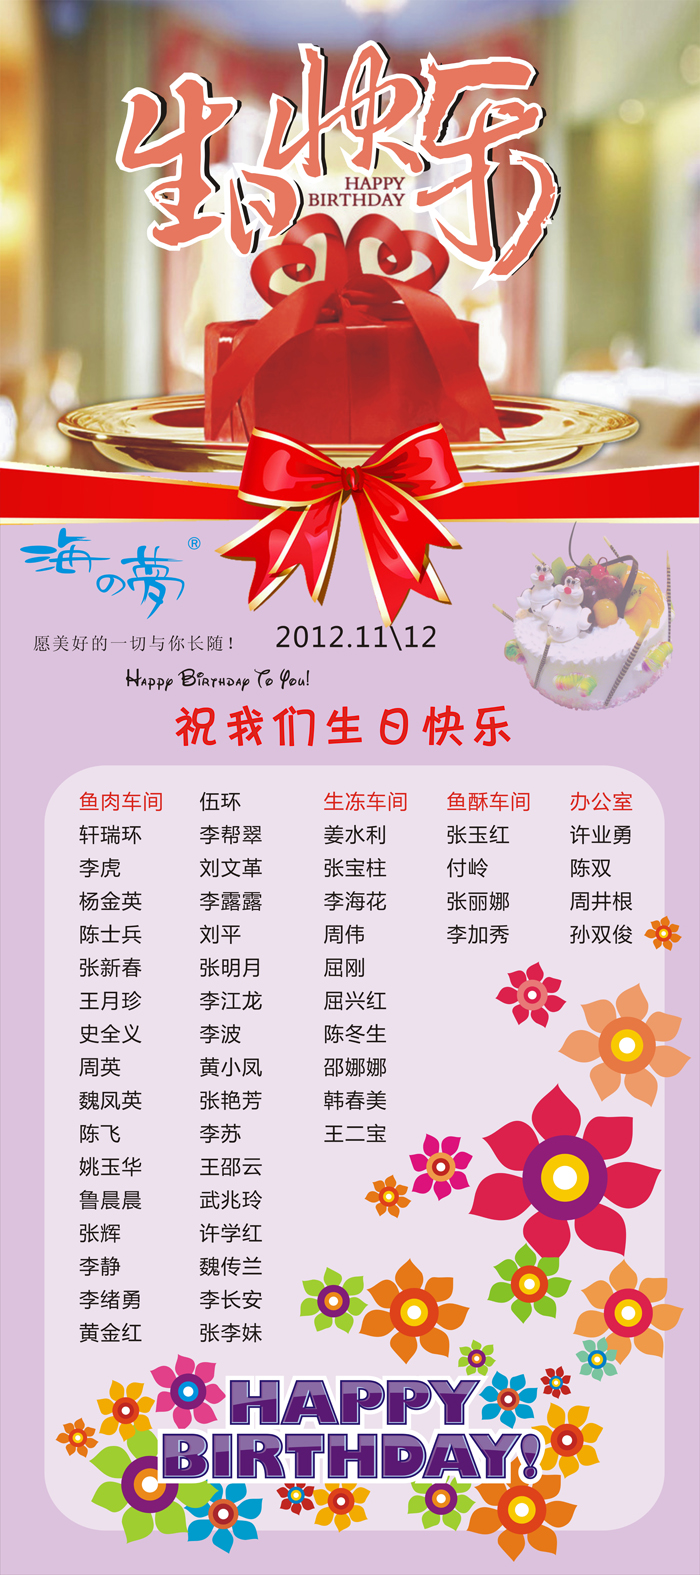 生日快乐
HAPPY
BIRTHDAY
海の夢®
愿美好的一切与你长随！
2012.11\12
Happy Birthday To You!
祝我们生日快乐
鱼肉车间 伍环 生冻车间 鱼酥车间 办公室
轩瑞环 李帮翠 姜水利 张玉红 许业勇
李虎 刘文革 张宝柱 付岭 陈双
杨金英 李露露 李海花 张丽娜 周井根
陈士兵 刘平 周伟 李加秀 孙双俊
张新春 张明月 屈刚
王月珍 李江龙 屈兴红
史全义 李波 陈冬生
周英 黄小凤 邵娜娜
魏凤英 张艳芳 韩春美
陈飞 李苏 王二宝
姚玉华 王邵云
鲁晨晨 武兆玲
张辉 许学红
李静 魏传兰
李绪勇 李长安
黄金红 张李妹
HAPPY
BIRTHDAY!